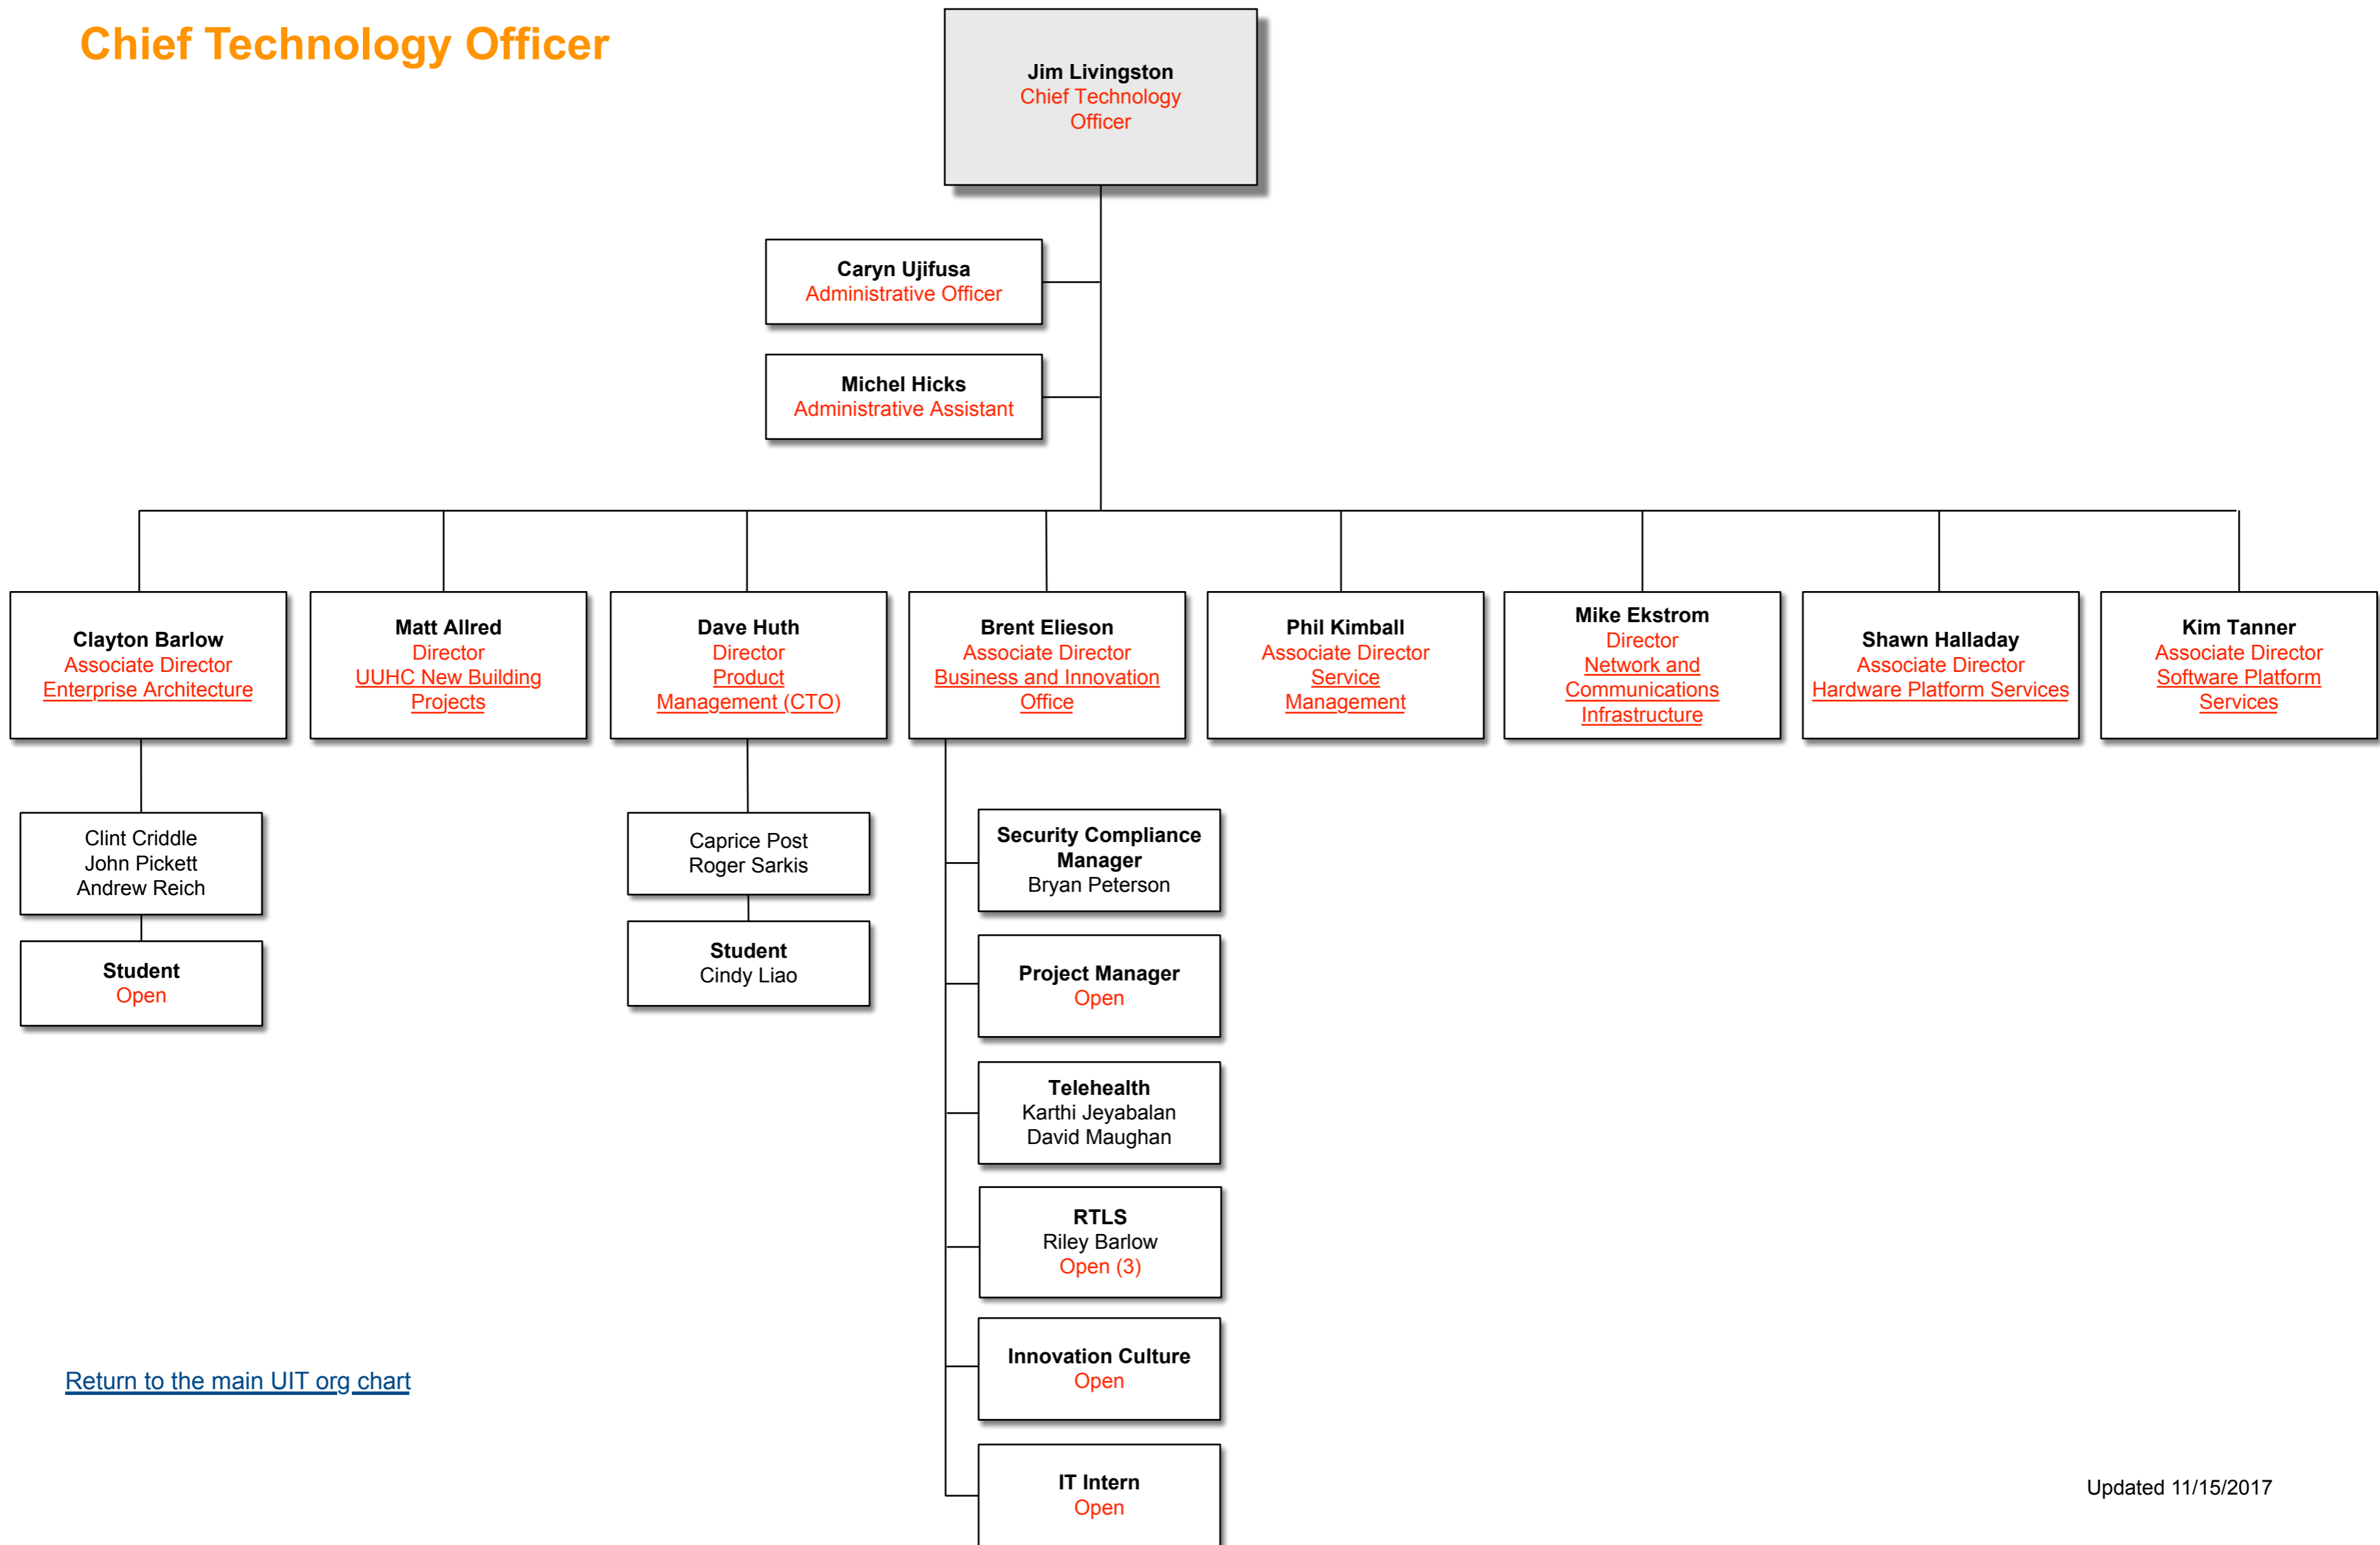 Chief Technology Officer
Jim Livingston
Chief Technology
Officer
Caryn Ujifusa
Administrative Officer
Michel Hicks
Administrative Assistant
Clayton Barlow
Associate Director
Enterprise Architecture
Matt Allred
Director
UUHC New Building
Projects
Dave Huth
Director
Product
Management (CTO)
Brent Elieson
Associate Director
Business and Innovation
Office
Phil Kimball
Associate Director
Service
Management
Mike Ekstrom
Director
Network and
Communications
Infrastructure
Shawn Halladay
Associate Director
Hardware Platform Services
Kim Tanner
Associate Director
Software Platform
Services
Clint Criddle
John Pickett
Andrew Reich
Student
Open
Caprice Post
Roger Sarkis
Student
Cindy Liao
Security Compliance
Manager
Bryan Peterson
Project Manager
Open
Telehealth
Karthi Jeyabalan
David Maughan
RTLS
Riley Barlow
Open (3)
Innovation Culture
Open
IT Intern
Open
Return to the main UIT org chart
Updated 11/15/2017